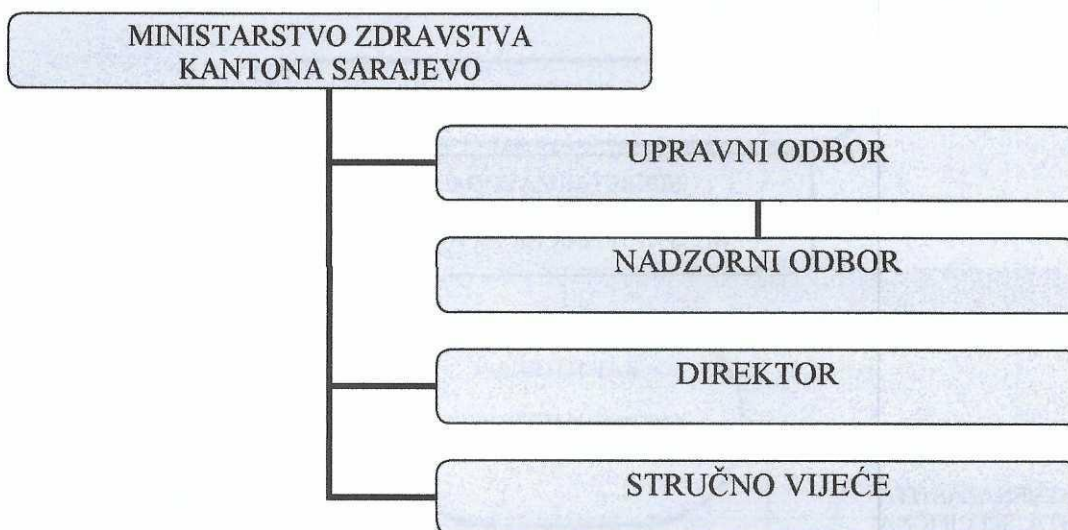 MINISTARSTVO ZDRAVSTVA
KANTONA SARAJEVO
UPRAVNI ODBOR
NADZORNI ODBOR
DIREKTOR
STRUČNO VIJEĆE